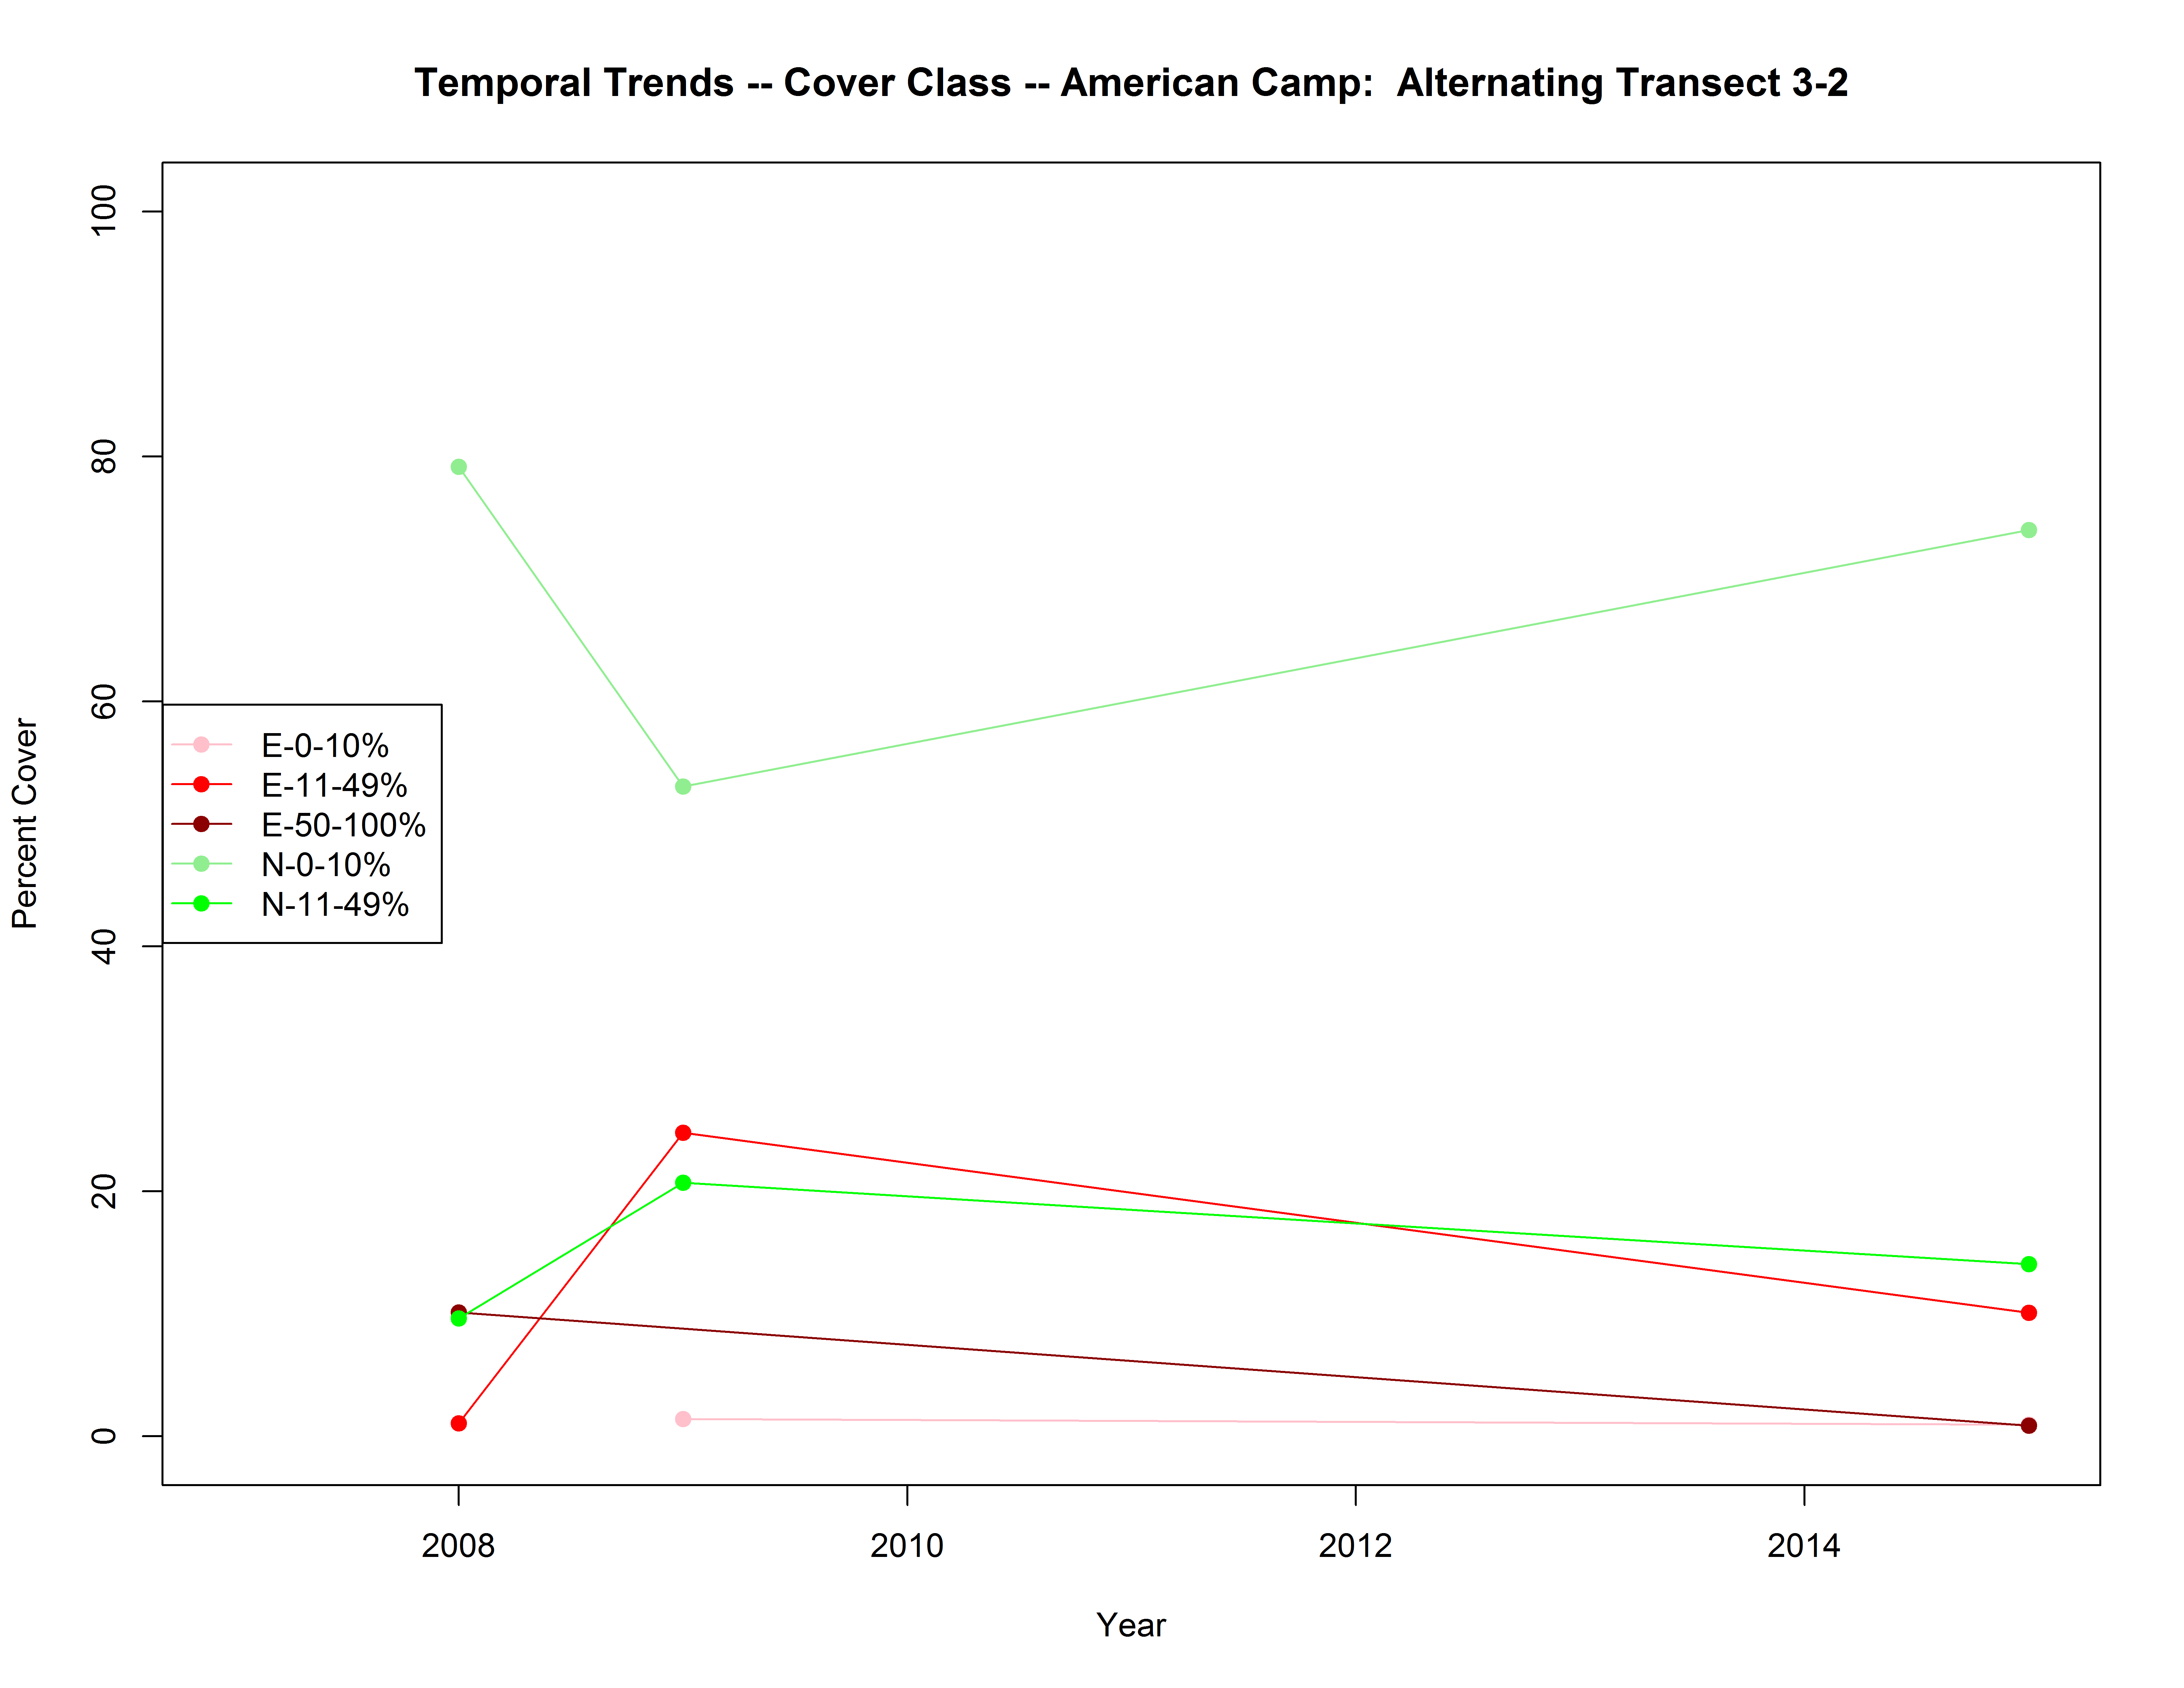 Temporal Trends -- Cover Class -- American Camp:  Alternating Transect 3-2
100
80
60
40
20
0
Percent Cover
E-0-10%
E-11-49%
E-50-100%
N-0-10%
N-11-49%
2008 2010 2012 2014
Year